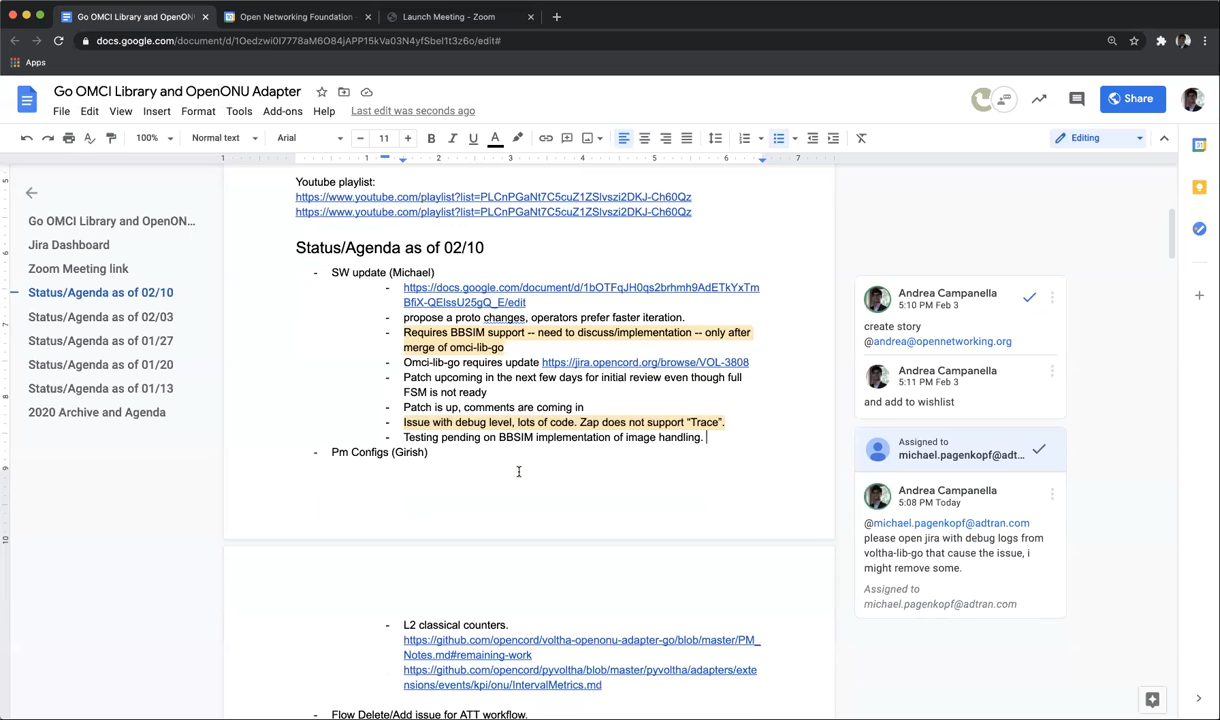 Go OMCI Library and OpenONU
Open Networking Foundation
Launch Meeting - Zoom
docs.google.com/document/d/1Oedzwi0I7778aM6O84jAPP15kVa03N4yfSbeI1t3z6o/edit#
Apps
Go OMCI Library and OpenONU Adapter
File Edit View Insert Format Tools Add-ons Help Last edit was seconds ago
Share
100% Normal text Arial 11 B I U A Editing
1 1 2 3 4 5 6 7
Youtube playlist:
https://www.youtube.com/playlist?list=PLCnPGaNt7C5cuZ1ZSlvszi2DKJ-Ch60Qz
https://www.youtube.com/playlist?list=PLCnPGaNt7C5cuZ1ZSlvszi2DKJ-Ch60Qz
Go OMCI Library and OpenON...
Jira Dashboard
Zoom Meeting link
Status/Agenda as of 02/10
Status/Agenda as of 02/03
Status/Agenda as of 01/27
Status/Agenda as of 01/20
Status/Agenda as of 01/13
2020 Archive and Agenda
Status/Agenda as of 02/10
- SW update (Michael)
- https://docs.google.com/document/d/1bOTFqJH0qs2brhmh9AdETkYxTm
BfiX-QElssU25gQ_E/edit
- propose a proto changes, operators prefer faster iteration.
- Requires BBSIM support -- need to discuss/implementation -- only after
merge of omci-lib-go
- Omci-lib-go requires update https://jira.opencord.org/browse/VOL-3808
- Patch upcoming in the next few days for initial review even though full
FSM is not ready
- Patch is up, comments are coming in
- Issue with debug level, lots of code. Zap does not support “Trace”.
- Testing pending on BBSIM implementation of image handling.
- Pm Configs (Girish)
- L2 classical counters.
https://github.com/opencord/voltha-openonu-adapter-go/blob/master/PM_
Notes.md#remaining-work
https://github.com/opencord/pyvoltha/blob/master/pyvoltha/adapters/exte
nsions/events/kpi/onu/IntervalMetrics.md
- Flow Delete/Add issue for ATT workflow.
Andrea Campanella
5:10 PM Feb 3
create story
@andrea@opennetworking.org
Andrea Campanella
5:11 PM Feb 3
and add to wishlist
Assigned to
michael.pagenkopf@adt...
Andrea Campanella
5:08 PM Today
@michael.pagenkopf@adtran.com
please open jira with debug logs from
voltha-lib-go that cause the issue, i
might remove some.
Assigned to
michael.pagenkopf@adtran.com